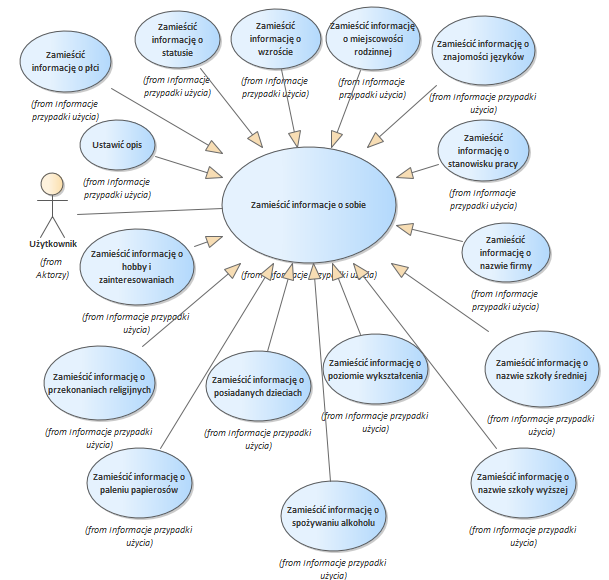 Zamieścić
informację o płci
(from Informacje
przypadki użycia)
Zamieścić
informację o
statusie
(from Informacje
przypadki użycia)
Zamieścić
informację o
wzroście
(from Informacje
przypadki użycia)
Zamieścić informację
o miejscowości
rodzinnej
(from Informacje
przypadki użycia)
Zamieścić informację o
znajomości języków
(from Informacje przypadki
użycia)
Ustawić opis
(from Informacje
przypadki użycia)
Zamieścić
informację o
stanowisku pracy
(from Informacje
przypadki użycia)
Zamieścić informacje o sobie
(from Informacje przypadki użycia)
Użytkownik
(from
Aktorzy)
Zamieścić informację o
hobby i
zainteresowaniach
(from Informacje przypadki
użycia)
Zamieścić
informację o
nazwie firmy
(from Informacje
przypadki użycia)
Zamieścić informację o
przekonaniach religijnych
(from Informacje przypadki
użycia)
Zamieścić informację o
posiadanych dzieciach
(from Informacje przypadki
użycia)
Zamieścić informację o
poziomie wykształcenia
(from Informacje przypadki
użycia)
Zamieścić informację o
nazwie szkoły średniej
(from Informacje przypadki
użycia)
Zamieścić informację o
paleniu papierosów
(from Informacje przypadki
użycia)
Zamieścić informację o
spożywaniu alkoholu
(from Informacje przypadki
użycia)
Zamieścić informację o
nazwie szkoły wyższej
(from Informacje przypadki
użycia)